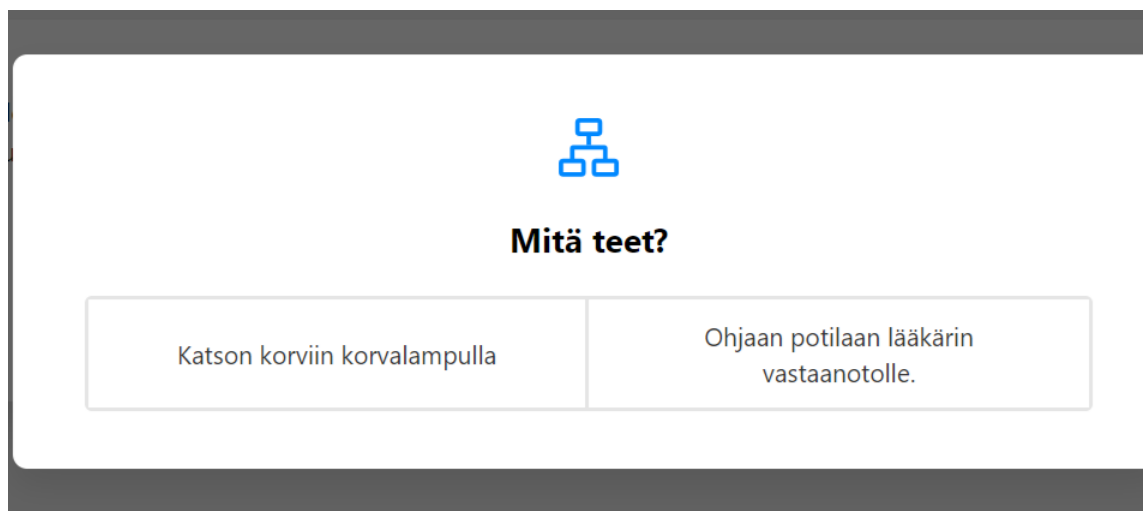 Mitä teet?
Katson korviin korvalampulla
Ohjaan potilaan lääkärin
vastaanotolle.